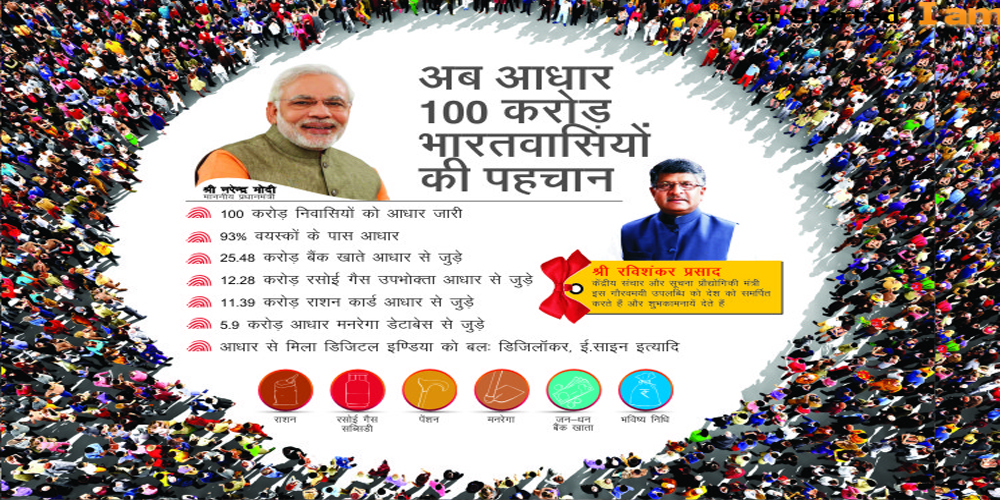 I am
अब आधार
100 करोड़
भारतवासियों
की पहचान
श्री नरेन्द्र मोदी
माननीय प्रधानमंत्री
100 करोड़ निवासियों को आधार जारी
93% वयस्कों के पास आधार
25.48 करोड़ बैंक खाते आधार से जुड़े
12.28 करोड़ रसोई गैस उपभोक्ता आधार से जुड़े
11.39 करोड़ राशन कार्ड आधार से जुड़े
5.9 करोड़ आधार मनरेगा डेटाबेस से जुड़े
आधार से मिला डिजिटल इण्डिया को बलः डिजिलॉकर, ई.साइन इत्यादि
श्री रविशंकर प्रसाद
केंद्रीय संचार और सूचना प्रौद्योगिकी मंत्री
इस गौरवमयी उपलब्धि को देश को समर्पित
करते हैं और शुभकामनायें देते हैं
राशन
रसोई गैस
सब्सिडी
पेंशन
मनरेगा
जन-धन
बैंक खाता
भविष्य निधि